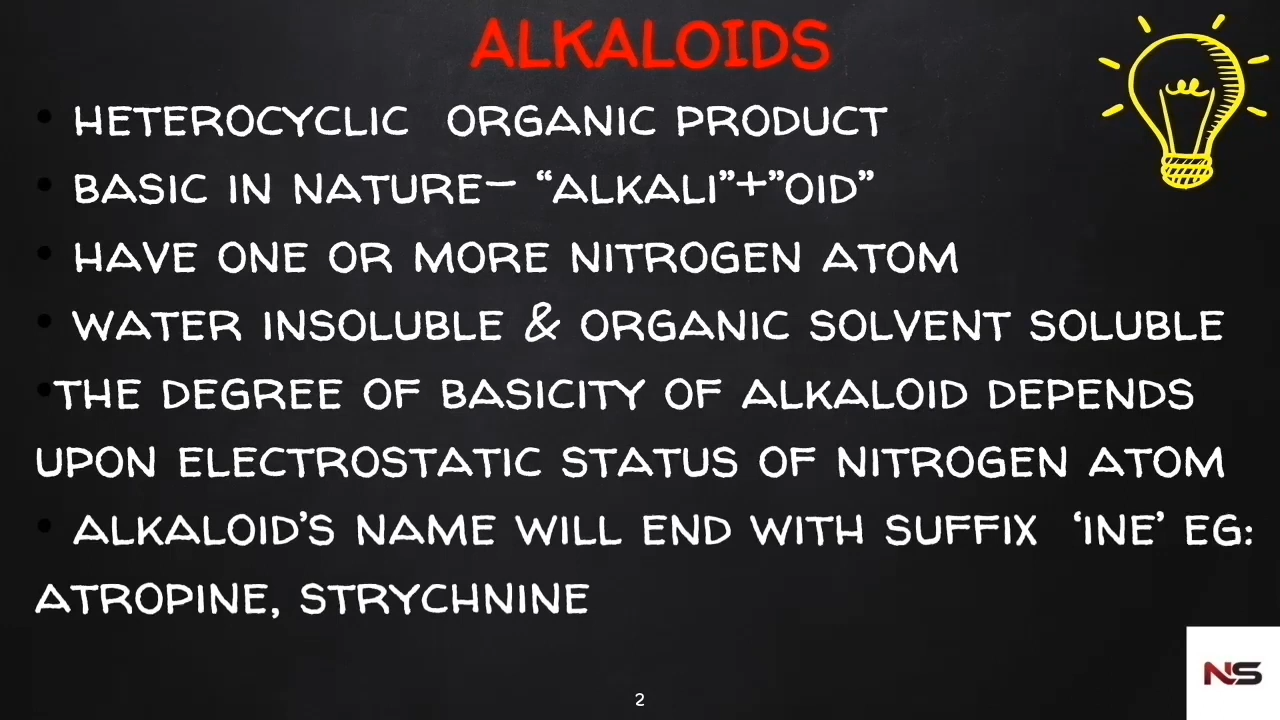 ALKALOIDS
• HETEROCYCLIC ORGANIC PRODUCT
• BASIC IN NATURE– “ALKALI”+”OID”
• HAVE ONE OR MORE NITROGEN ATOM
• WATER INSOLUBLE & ORGANIC SOLVENT SOLUBLE
•THE DEGREE OF BASICITY OF ALKALOID DEPENDS
UPON ELECTROSTATIC STATUS OF NITROGEN ATOM
• ALKALOID’S NAME WILL END WITH SUFFIX ‘INE’ EG:
ATROPINE, STRYCHNINE
NS
2